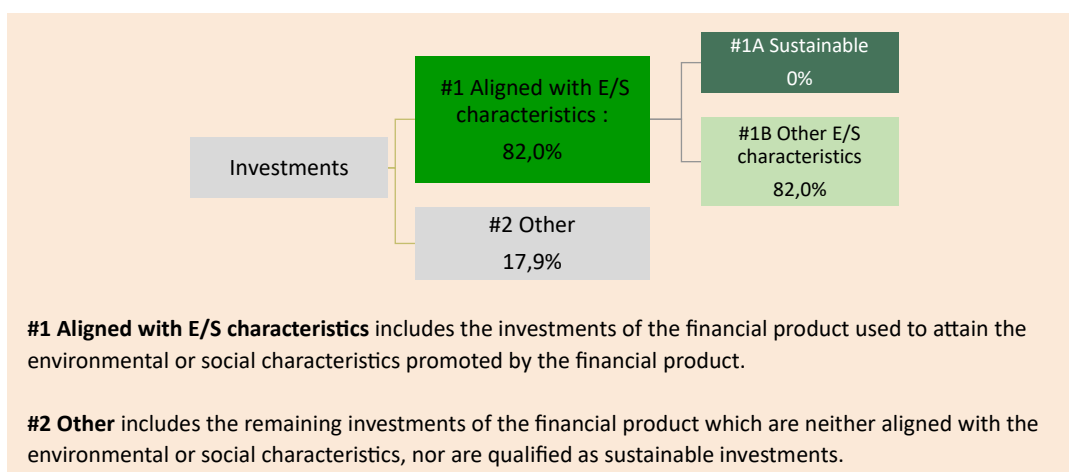 #1A Sustainable
0%
#1 Aligned with E/S
characteristics :
82,0%
#1B Other E/S
characteristics
82,0%
Investments
#2 Other
17,9%
#1 Aligned with E/S characteristics includes the investments of the financial product used to attain the
environmental or social characteristics promoted by the financial product.
#2 Other includes the remaining investments of the financial product which are neither aligned with the
environmental or social characteristics, nor are qualified as sustainable investments.